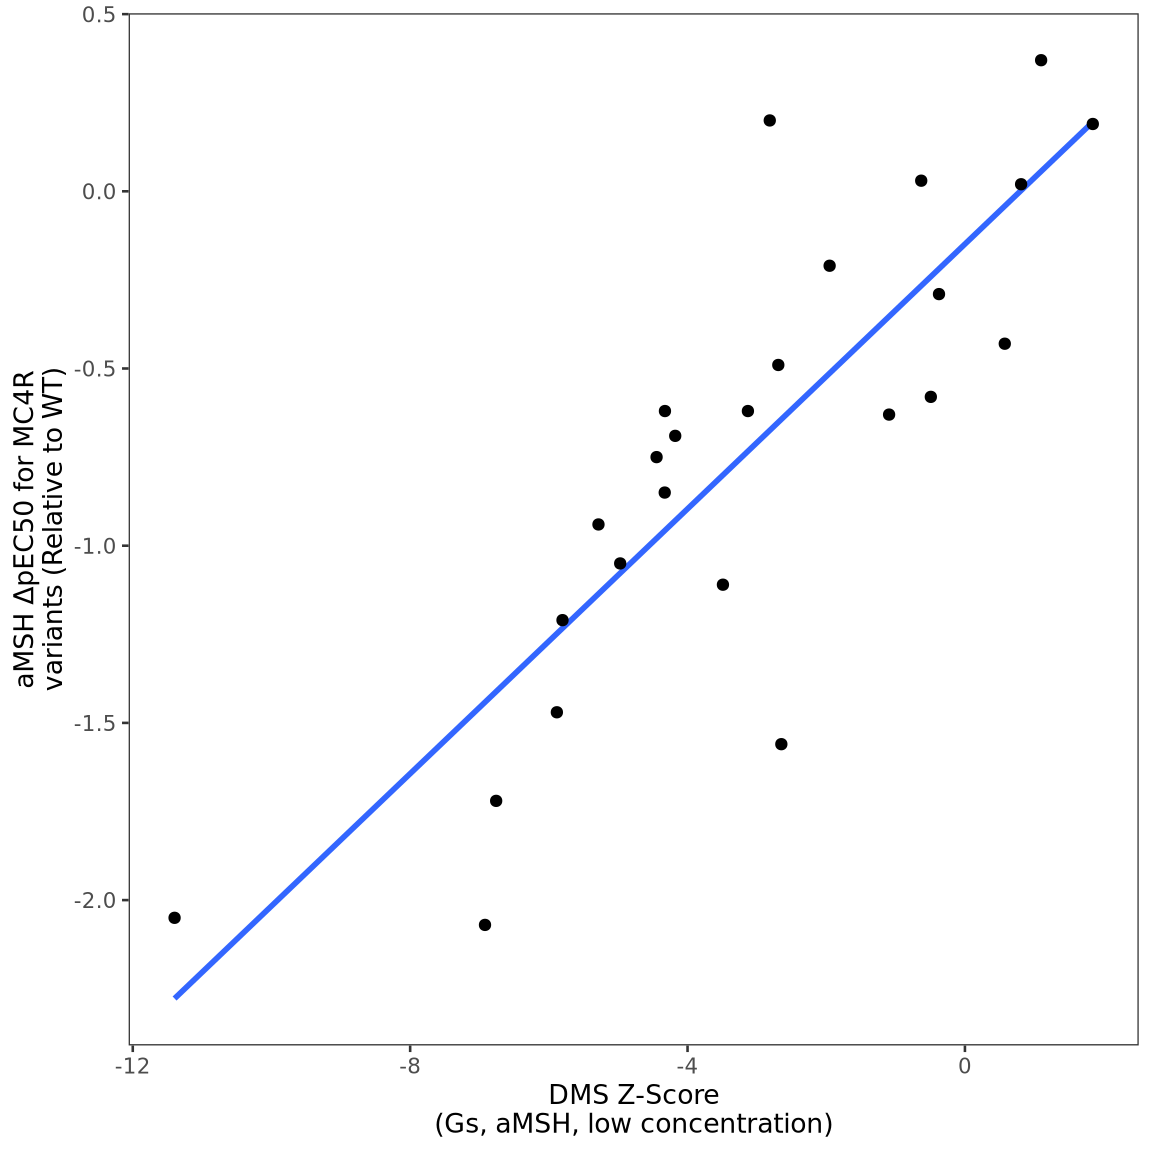 0.5
0.0
-0.5
-1.0
-1.5
-2.0
aMSH ΔpEC50 for MC4R
variants (Relative to WT)
-12
-8
-4
0
DMS Z-Score
(Gs, aMSH, low concentration)